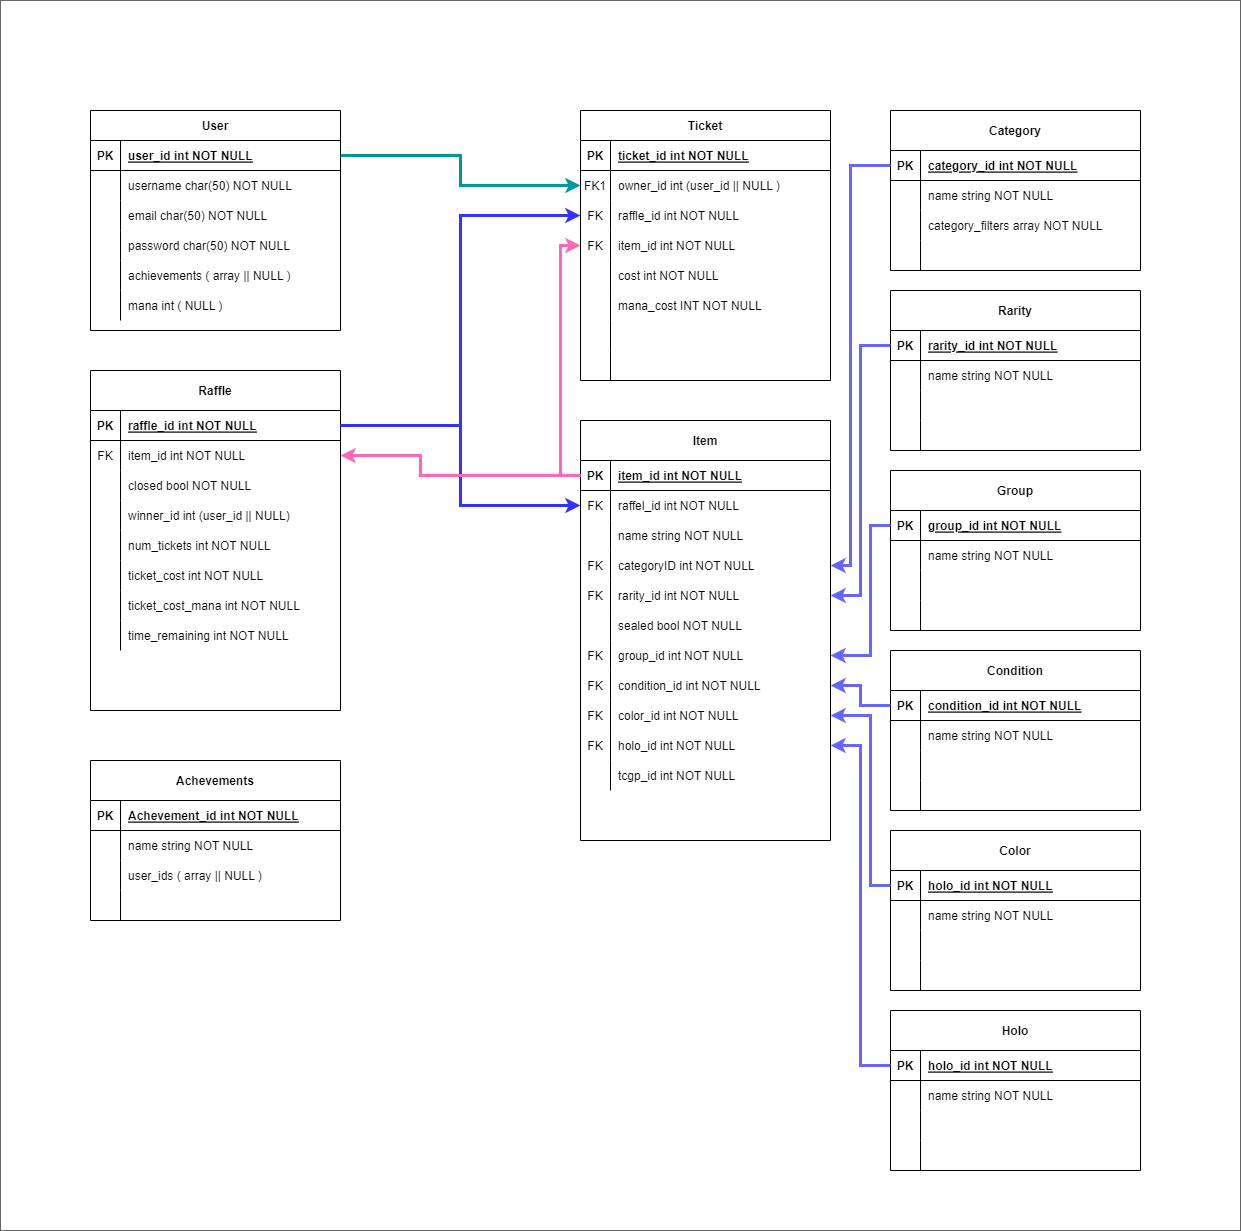 User
PK user_id int NOT NULL
username char(50) NOT NULL
email char(50) NOT NULL
password char(50) NOT NULL
achievements ( array || NULL )
mana int ( NULL )
Raffle
PK raffle_id int NOT NULL
FK item_id int NOT NULL
closed bool NOT NULL
winner_id int (user_id || NULL)
num_tickets int NOT NULL
ticket_cost int NOT NULL
ticket_cost_mana int NOT NULL
time_remaining int NOT NULL
Achevements
PK Achevement_id int NOT NULL
name string NOT NULL
user_ids ( array || NULL )
Ticket
PK ticket_id int NOT NULL
FK1 owner_id int (user_id || NULL )
FK raffle_id int NOT NULL
FK item_id int NOT NULL
cost int NOT NULL
mana_cost INT NOT NULL
Item
PK item_id int NOT NULL
FK raffel_id int NOT NULL
name string NOT NULL
FK categoryID int NOT NULL
FK rarity_id int NOT NULL
sealed bool NOT NULL
FK group_id int NOT NULL
FK condition_id int NOT NULL
FK color_id int NOT NULL
FK holo_id int NOT NULL
tcgp_id int NOT NULL
Category
PK category_id int NOT NULL
name string NOT NULL
category_filters array NOT NULL
Rarity
PK rarity_id int NOT NULL
name string NOT NULL
Group
PK group_id int NOT NULL
name string NOT NULL
Condition
PK condition_id int NOT NULL
name string NOT NULL
Color
PK holo_id int NOT NULL
name string NOT NULL
Holo
PK holo_id int NOT NULL
name string NOT NULL